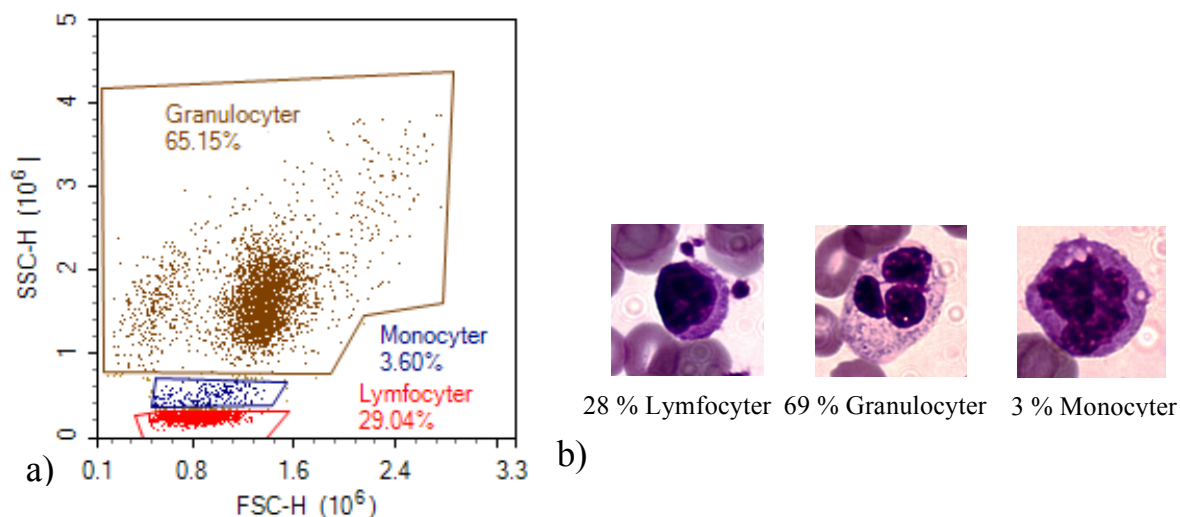 5
4
3
2
1
0
SSC-H (10⁶)
Granulocyter
65.15%
Monocyter
3.60%
Lymfocyter
29.04%
0.1 0.8 1.6 2.4 3.3
FSC-H (10⁶)
a)
28 % Lymfocyter 69 % Granulocyter 3 % Monocyter
b)